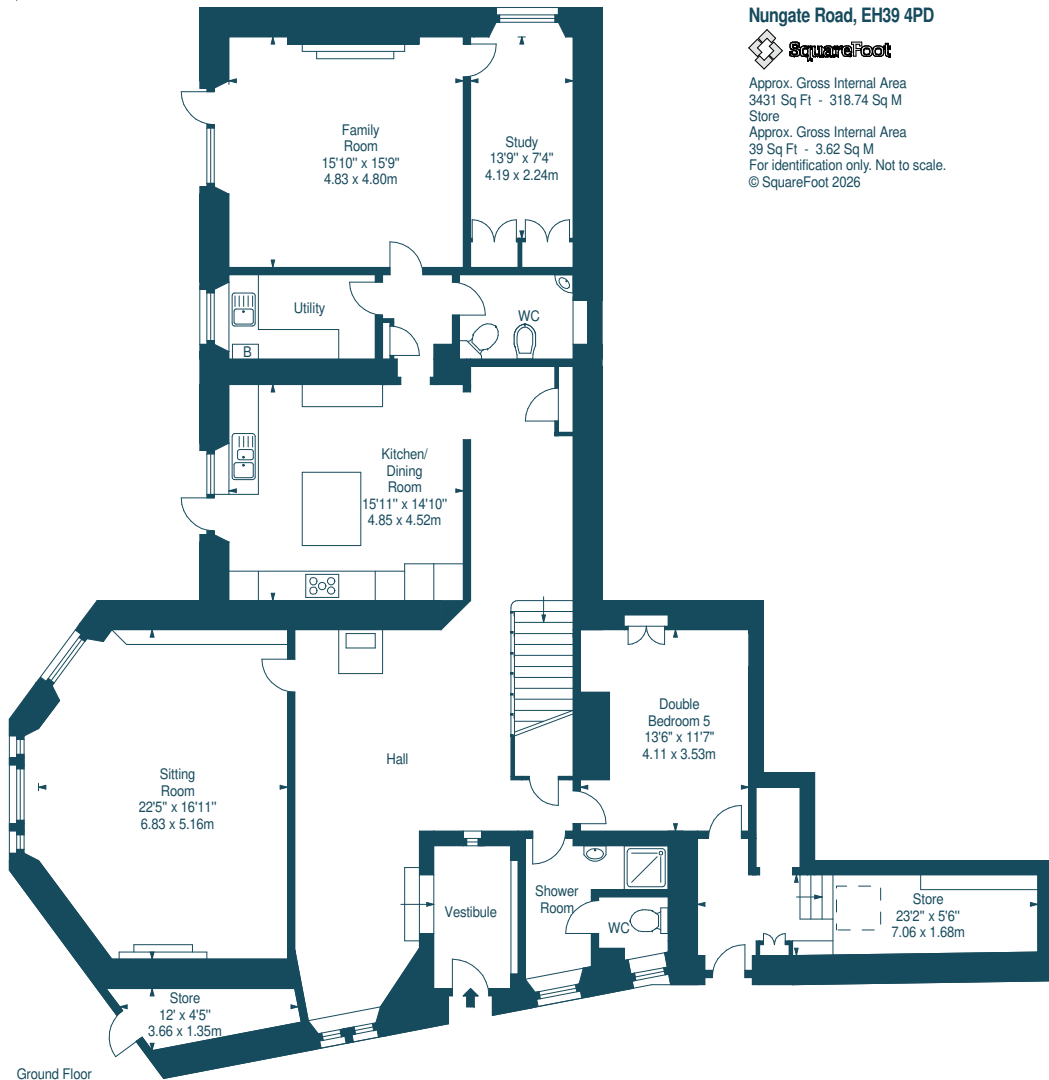 Nungate Road, EH39 4PD
SquareFoot
Approx. Gross Internal Area
3431 Sq Ft - 318.74 Sq M
Store
Approx. Gross Internal Area
39 Sq Ft - 3.62 Sq M
For identification only. Not to scale.
© SquareFoot 2026
Family
Room
15'10" x 15'9"
4.83 x 4.80m
Study
13'9" x 7'4"
4.19 x 2.24m
Utility
B
WC
Kitchen/
Dining
Room
15'11" x 14'10"
4.85 x 4.52m
Double
Bedroom 5
13'6" x 11'7"
4.11 x 3.53m
Hall
Sitting
Room
22'5" x 16'11"
6.83 x 5.16m
Vestibule
Shower
Room
WC
Store
23'2" x 5'6"
7.06 x 1.68m
Store
12' x 4'5"
3.66 x 1.35m
Ground Floor